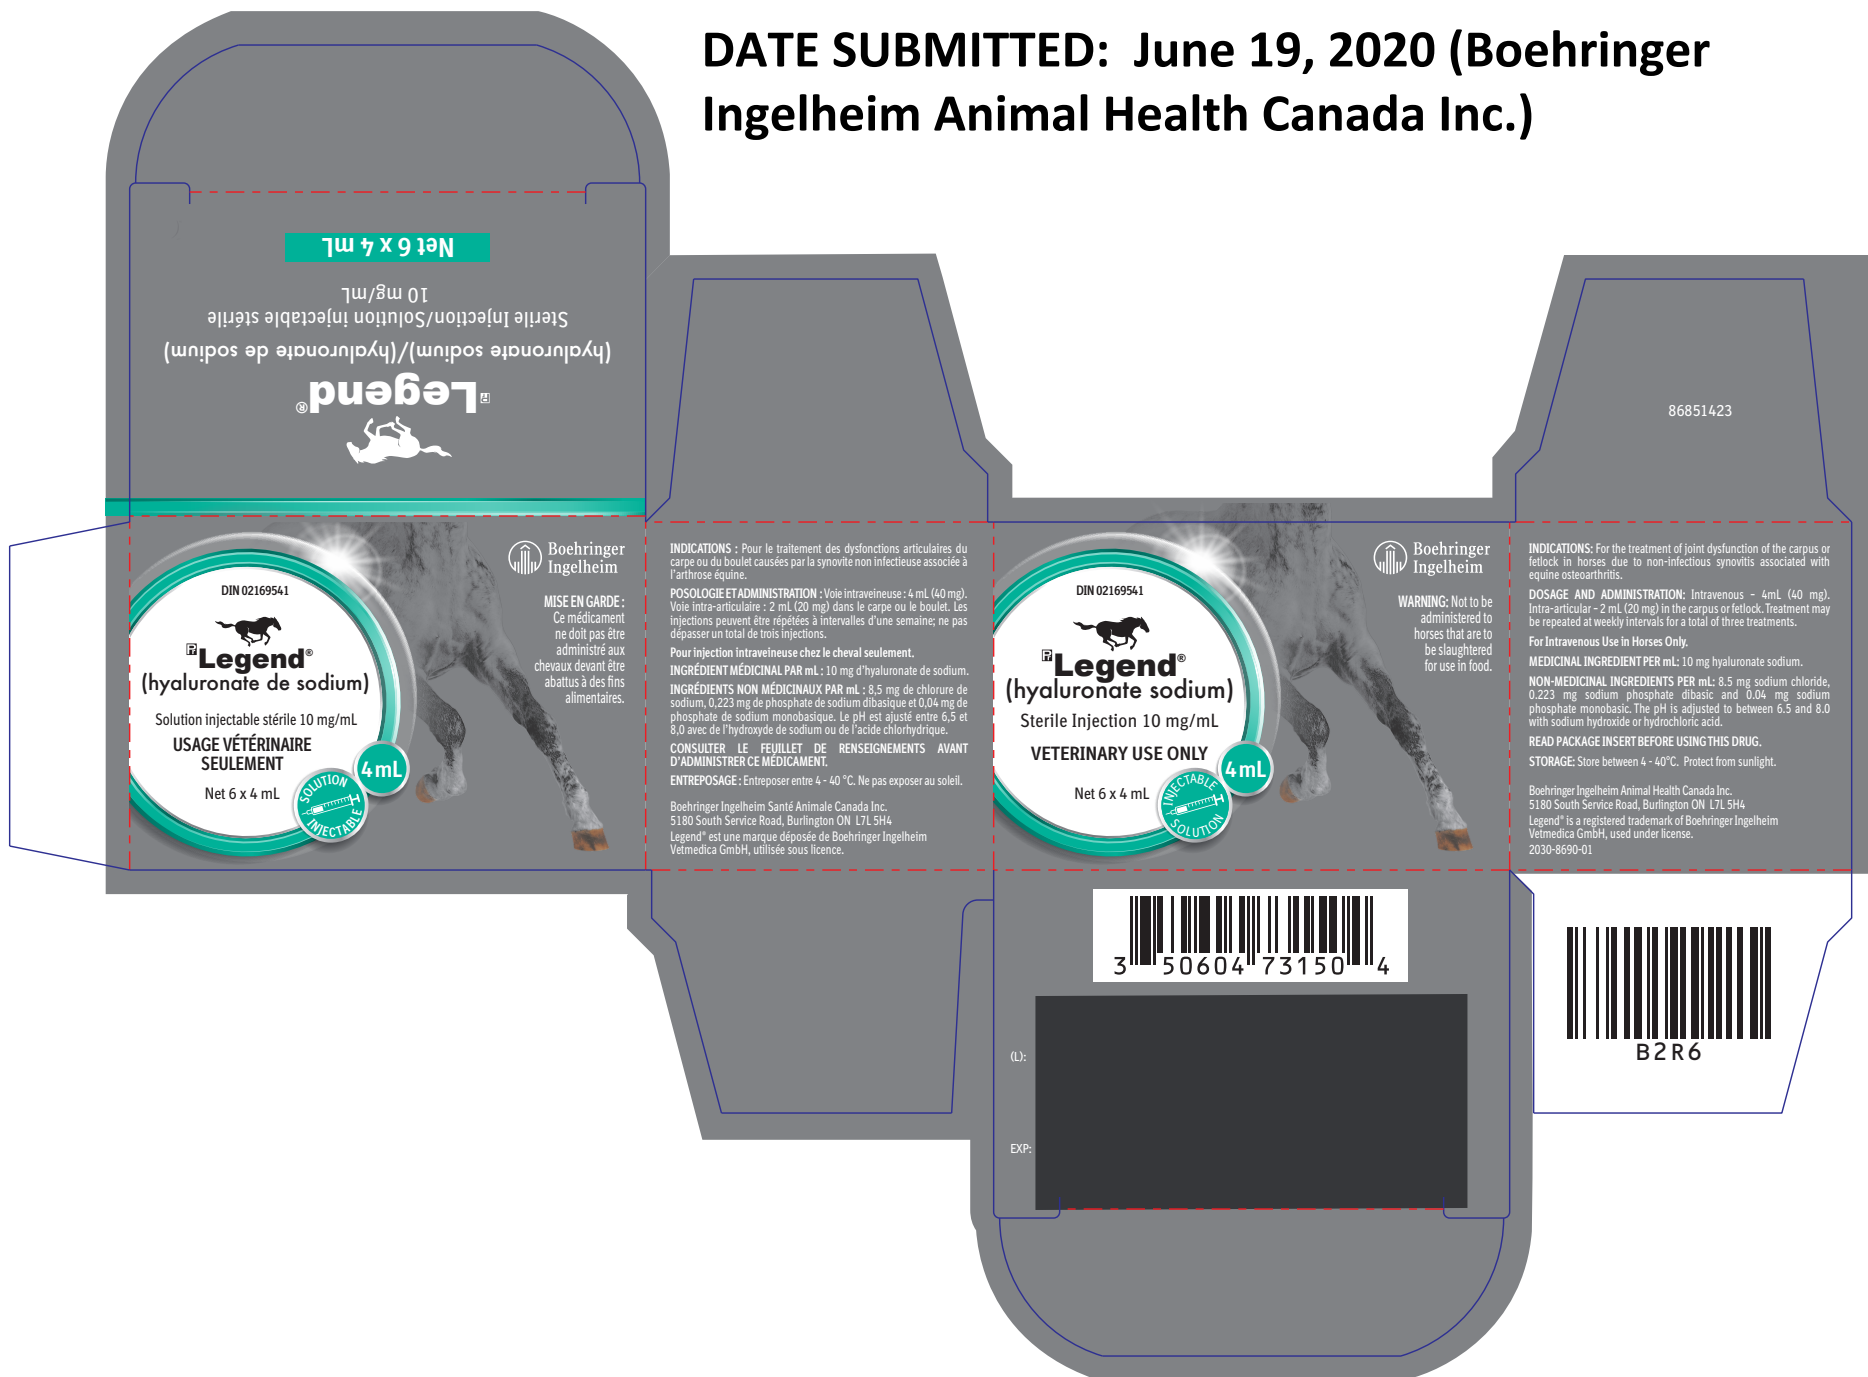 DATE SUBMITTED: June 19, 2020 (Boehringer
Ingelheim Animal Health Canada Inc.)
Legend®
(hyaluronate sodium)/(hyaluronate de sodium)
Sterile Injection/Solution injectable stérile
10 mg/mL
Net 6 x 4 mL
DIN 02169541
Pr Legend®
(hyaluronate de sodium)
Solution injectable stérile 10 mg/mL
USAGE VÉTÉRINAIRE
SEULEMENT
Net 6 x 4 mL
4 mL
SOLUTION
INJECTABLE
Boehringer
Ingelheim
MISE EN GARDE :
Ce médicament
ne doit pas être
administré aux
chevaux devant être
abattus à des fins
alimentaires.
INDICATIONS : Pour le traitement des dysfonctions articulaires du
carpe ou du boulet causées par la synovite non infectieuse associée à
l'arthrose équine.
POSOLOGIE ET ADMINISTRATION : Voie intraveineuse : 4 mL (40 mg).
Voie intra-articulaire : 2 mL (20 mg) dans le carpe ou le boulet. Les
injections peuvent être répétées à intervalles d'une semaine; ne pas
dépasser un total de trois injections.
Pour injection intraveineuse chez le cheval seulement.
INGRÉDIENT MÉDICINAL PAR mL : 10 mg d'hyaluronate de sodium.
INGRÉDIENTS NON MÉDICINAUX PAR mL : 8,5 mg de chlorure de
sodium, 0,223 mg de phosphate de sodium dibasique et 0,04 mg de
phosphate de sodium monobasique. Le pH est ajusté entre 6,5 et
8,0 avec de l'hydroxyde de sodium ou de l'acide chlorhydrique.
CONSULTER LE FEUILLET DE RENSEIGNEMENTS AVANT
D'ADMINISTRER CE MÉDICAMENT.
ENTREPOSAGE : Entreposer entre 4 - 40 °C. Ne pas exposer au soleil.
Boehringer Ingelheim Santé Animale Canada Inc.
5180 South Service Road, Burlington ON L7L 5H4
Legend® est une marque déposée de Boehringer Ingelheim
Vetmedica GmbH, utilisée sous licence.
DIN 02169541
Pr Legend®
(hyaluronate sodium)
Sterile Injection 10 mg/mL
VETERINARY USE ONLY
Net 6 x 4 mL
4 mL
INJECTABLE
SOLUTION
Boehringer
Ingelheim
WARNING: Not to be
administered to
horses that are to
be slaughtered
for use in food.
86851423
INDICATIONS: For the treatment of joint dysfunction of the carpus or
fetlock in horses due to non-infectious synovitis associated with
equine osteoarthritis.
DOSAGE AND ADMINISTRATION: Intravenous - 4mL (40 mg).
Intra-articular - 2 mL (20 mg) in the carpus or fetlock. Treatment may
be repeated at weekly intervals for a total of three treatments.
For Intravenous Use in Horses Only.
MEDICINAL INGREDIENT PER mL: 10 mg hyaluronate sodium.
NON-MEDICINAL INGREDIENTS PER mL: 8.5 mg sodium chloride,
0.223 mg sodium phosphate dibasic and 0.04 mg sodium
phosphate monobasic. The pH is adjusted to between 6.5 and 8.0
with sodium hydroxide or hydrochloric acid.
READ PACKAGE INSERT BEFORE USING THIS DRUG.
STORAGE: Store between 4 - 40°C. Protect from sunlight.
Boehringer Ingelheim Animal Health Canada Inc.
5180 South Service Road, Burlington ON L7L 5H4
Legend® is a registered trademark of Boehringer Ingelheim
Vetmedica GmbH, used under license.
2030-8690-01
3 50604 73150 4
(L):
EXP:
B2R6